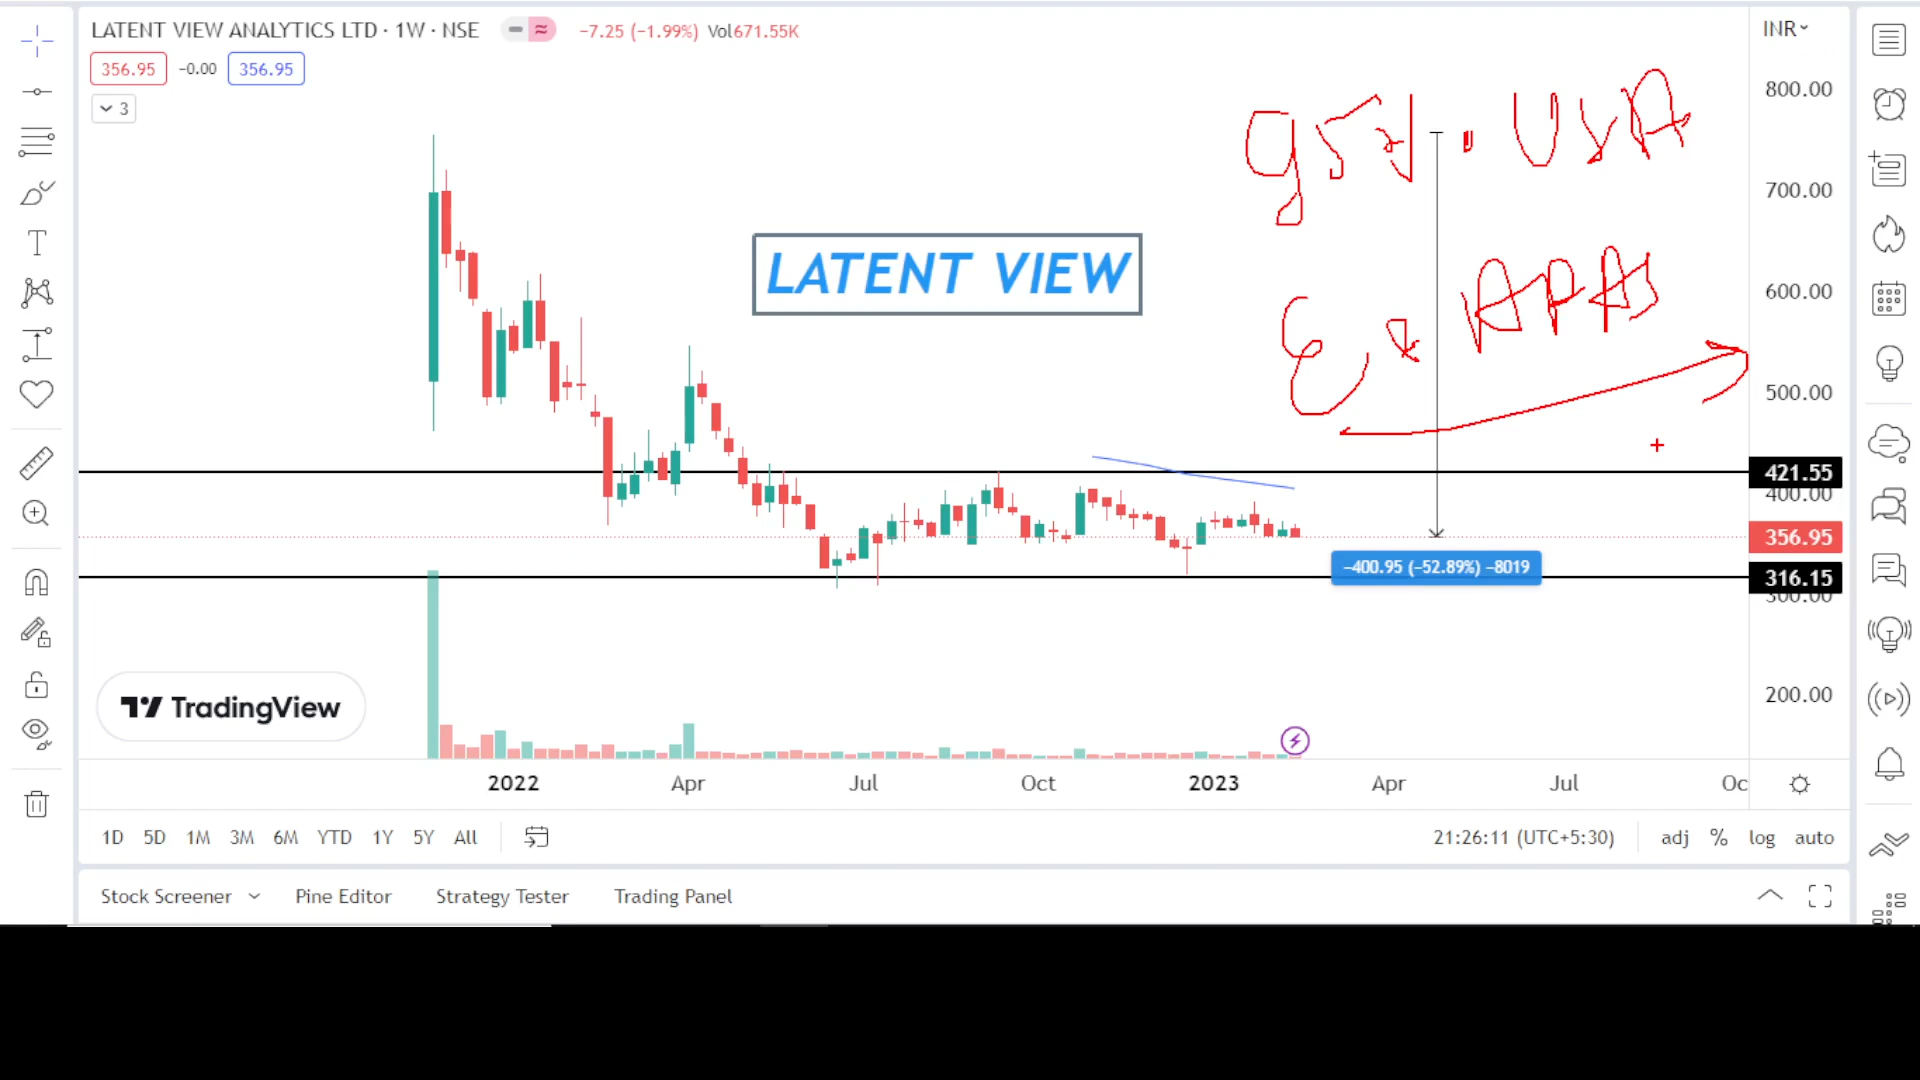 LATENT VIEW ANALYTICS LTD · 1W · NSE −7.25 (−1.99%) Vol671.55K
INR
356.95 −0.00 356.95
3
800.00
700.00
600.00
500.00
421.55
400.00
356.95
316.15
300.00
200.00
USA
LATENT VIEW
−400.95 (−52.89%) −8019
TradingView
2022 Apr Jul Oct 2023 Apr Jul Oc
1D 5D 1M 3M 6M YTD 1Y 5Y All 21:26:11 (UTC+5:30) adj % log auto
Stock Screener Pine Editor Strategy Tester Trading Panel